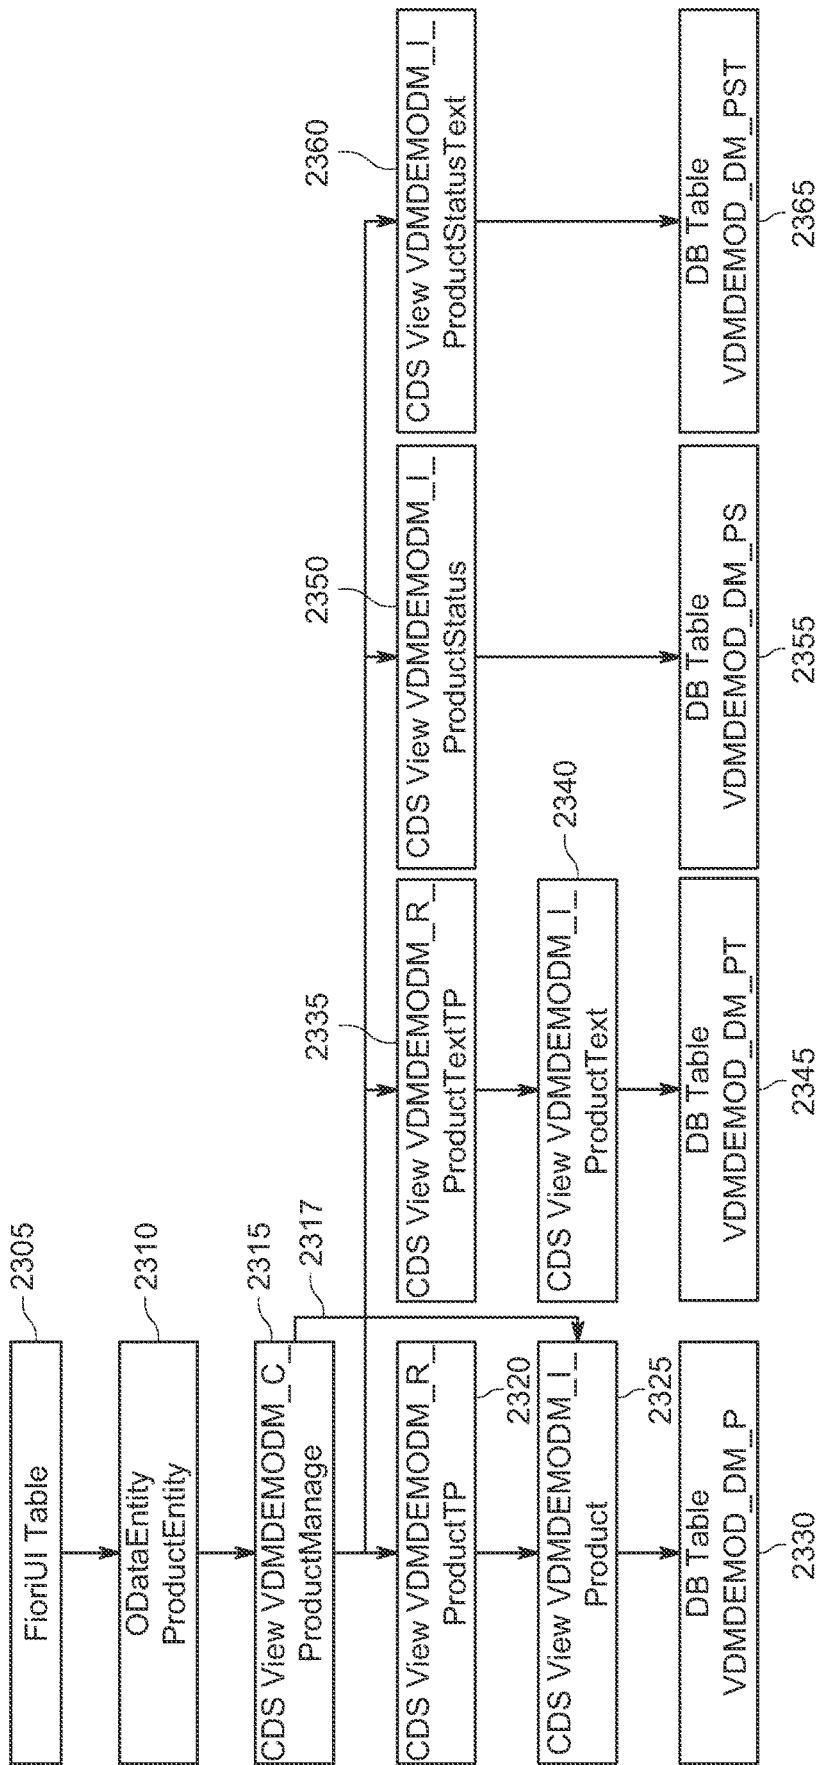 FioriUI Table
2305
ODataEntity
ProductEntity
2310
CDS View VDMDEMODM_C_
ProductManage
2315
2317
CDS View VDMDEMODM_R_
ProductTP
2320
CDS View VDMDEMODM_R_
ProductTextTP
2335
CDS View VDMDEMODM_I_
ProductStatus
2350
CDS View VDMDEMODM_I_
ProductStatusText
2360
CDS View VDMDEMODM_I_
Product
2325
CDS View VDMDEMODM_I_
ProductText
2340
DB Table
VDMDEMOD_DM_P
2330
DB Table
VDMDEMOD_DM_PT
2345
DB Table
VDMDEMOD_DM_PS
2355
DB Table
VDMDEMOD_DM_PST
2365